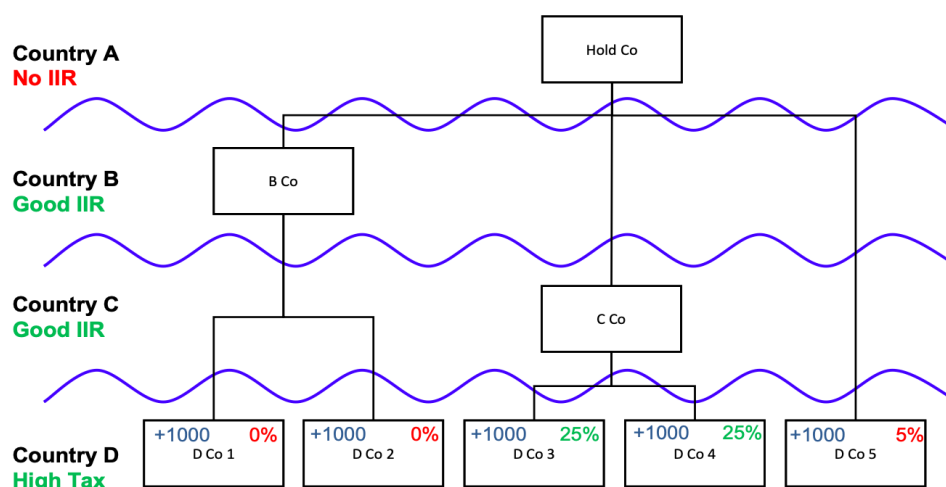 Country A
No IIR
Hold Co
Country B
Good IIR
B Co
Country C
Good IIR
C Co
Country D
High Tax
+1000 0%
D Co 1
+1000 0%
D Co 2
+1000 25%
D Co 3
+1000 25%
D Co 4
+1000 5%
D Co 5